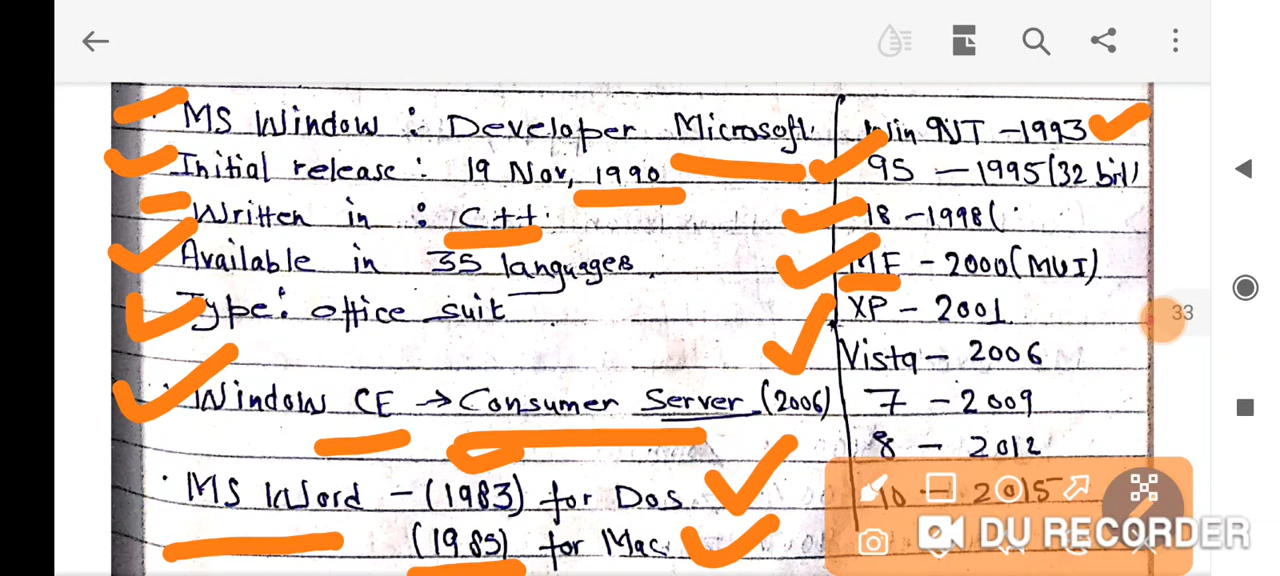 · MS Window : Developer Microsoft.
Initial release : 19 Nov, 1990
Written in : C++.
Available in 35 languages.
Type : office suit
· Window CE → Consumer Server (2006)
· MS Word - (1983) for Dos
(1985) for Mac
Win NT - 1993
95 - 1995 (32 bit)
98 - 1998 (
ME - 2000 (MUI)
XP - 2001
Vista - 2006
7 - 2009
8 - 2012
10 - 2015
33
DU RECORDER